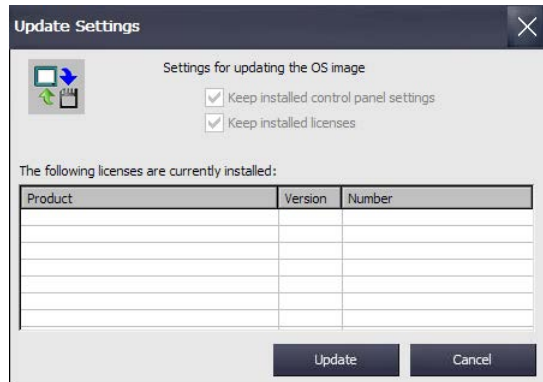 Update Settings
Settings for updating the OS image
Keep installed control panel settings
Keep installed licenses
The following licenses are currently installed:
Product Version Number
Update Cancel